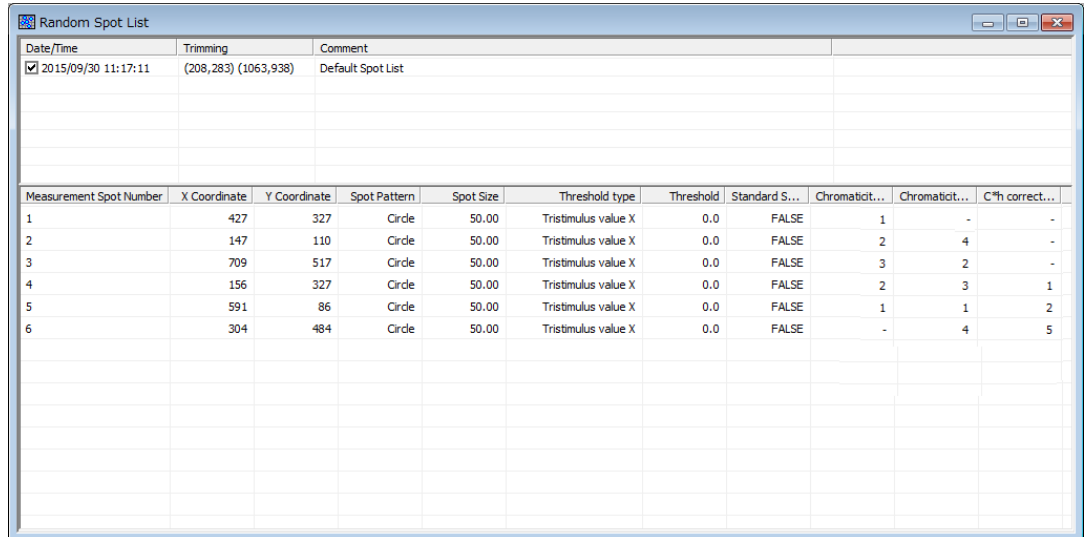 Random Spot List
Date/Time Trimming Comment
2015/09/30 11:17:11 (208,283) (1063,938) Default Spot List
Measurement Spot Number X Coordinate Y Coordinate Spot Pattern Spot Size Threshold type Threshold Standard S... Chromaticit... Chromaticit... C*h correct...
1 427 327 Circle 50.00 Tristimulus value X 0.0 FALSE 1 - -
2 147 110 Circle 50.00 Tristimulus value X 0.0 FALSE 2 4 -
3 709 517 Circle 50.00 Tristimulus value X 0.0 FALSE 3 2 -
4 156 327 Circle 50.00 Tristimulus value X 0.0 FALSE 2 3 1
5 591 86 Circle 50.00 Tristimulus value X 0.0 FALSE 1 1 2
6 304 484 Circle 50.00 Tristimulus value X 0.0 FALSE - 4 5